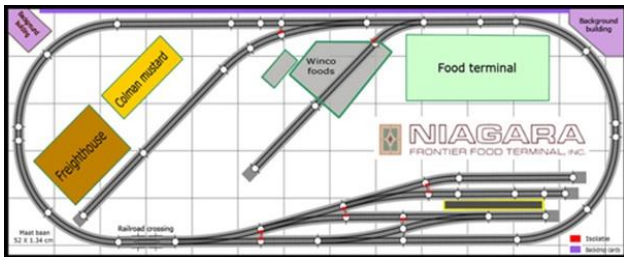 Background
building
Background
building
Colman mustard
Winco
foods
Food terminal
Freighthouse
NIAGARA
FRONTIER FOOD TERMINAL, INC.
Railroad crossing
Maat baan
52 X 1.34 cm
Isolatie